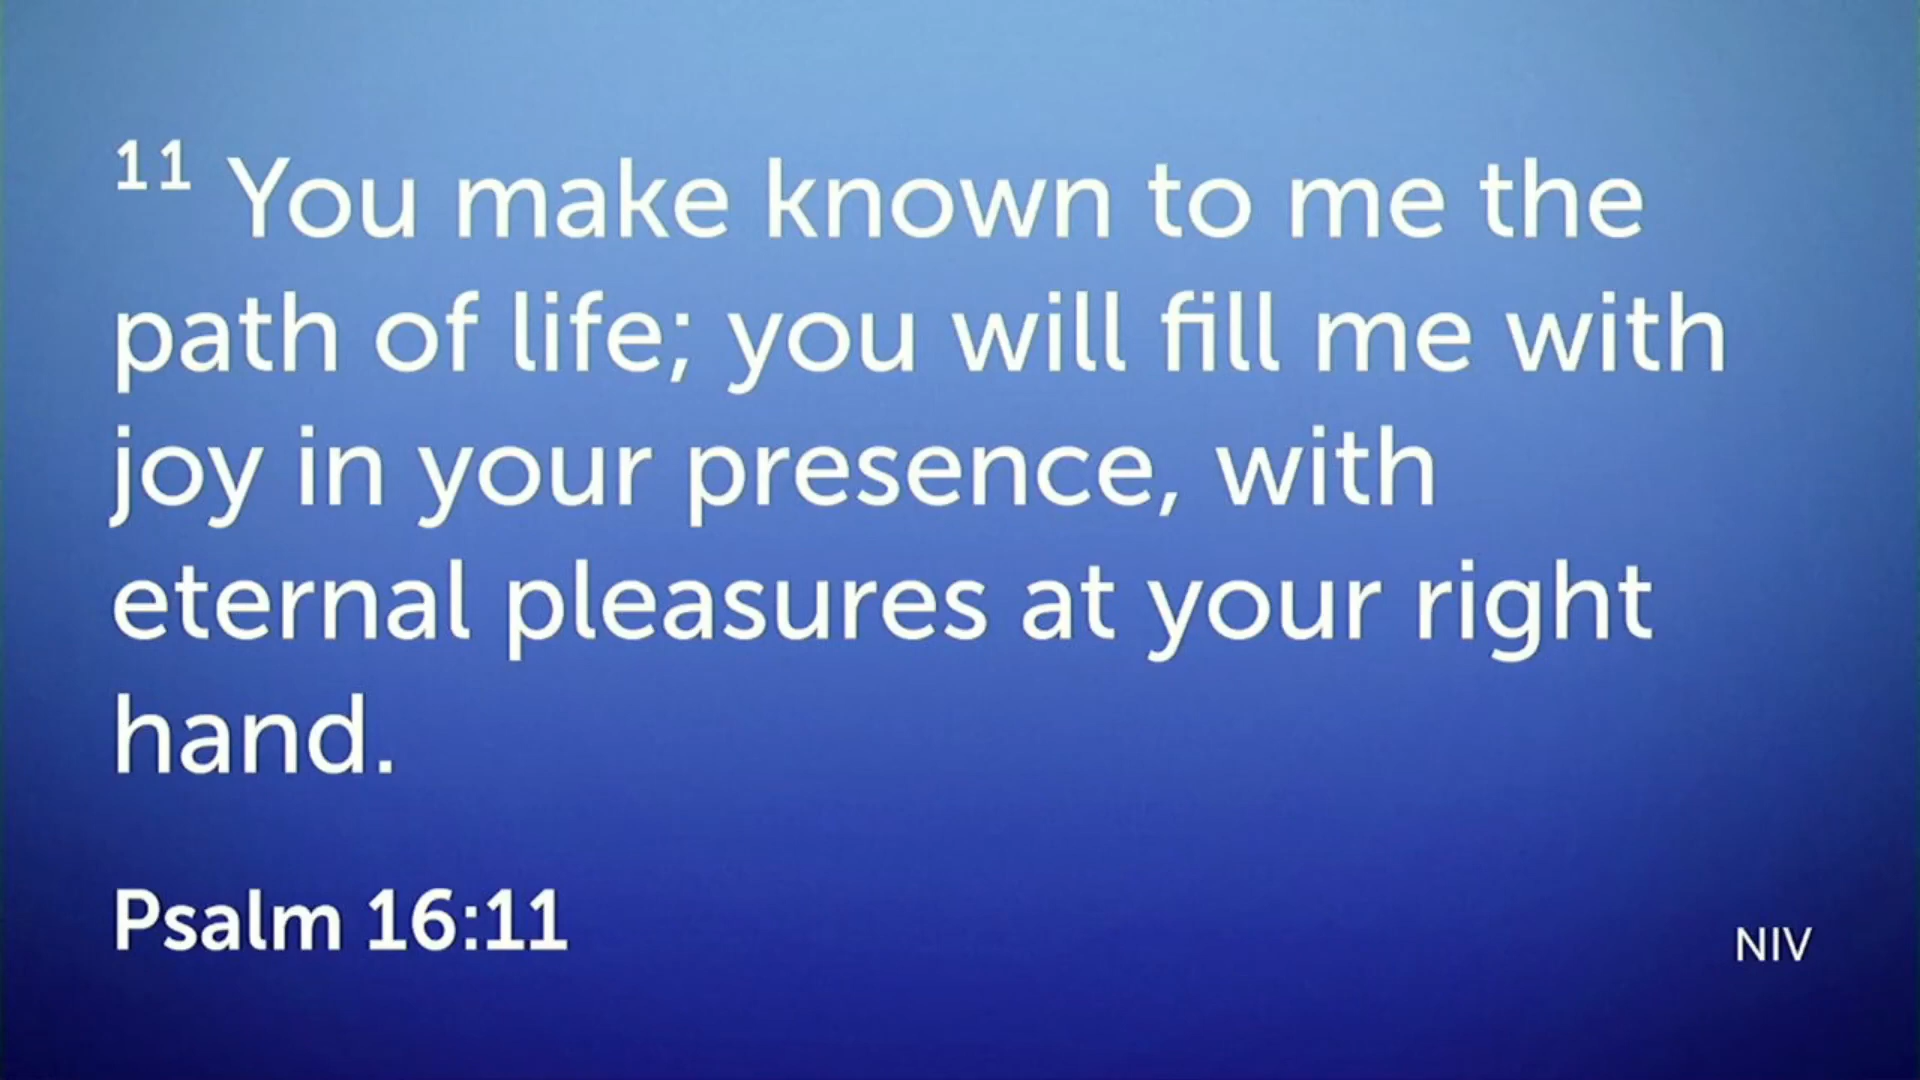 11 You make known to me the
path of life; you will fill me with
joy in your presence, with
eternal pleasures at your right
hand.
Psalm 16:11
NIV